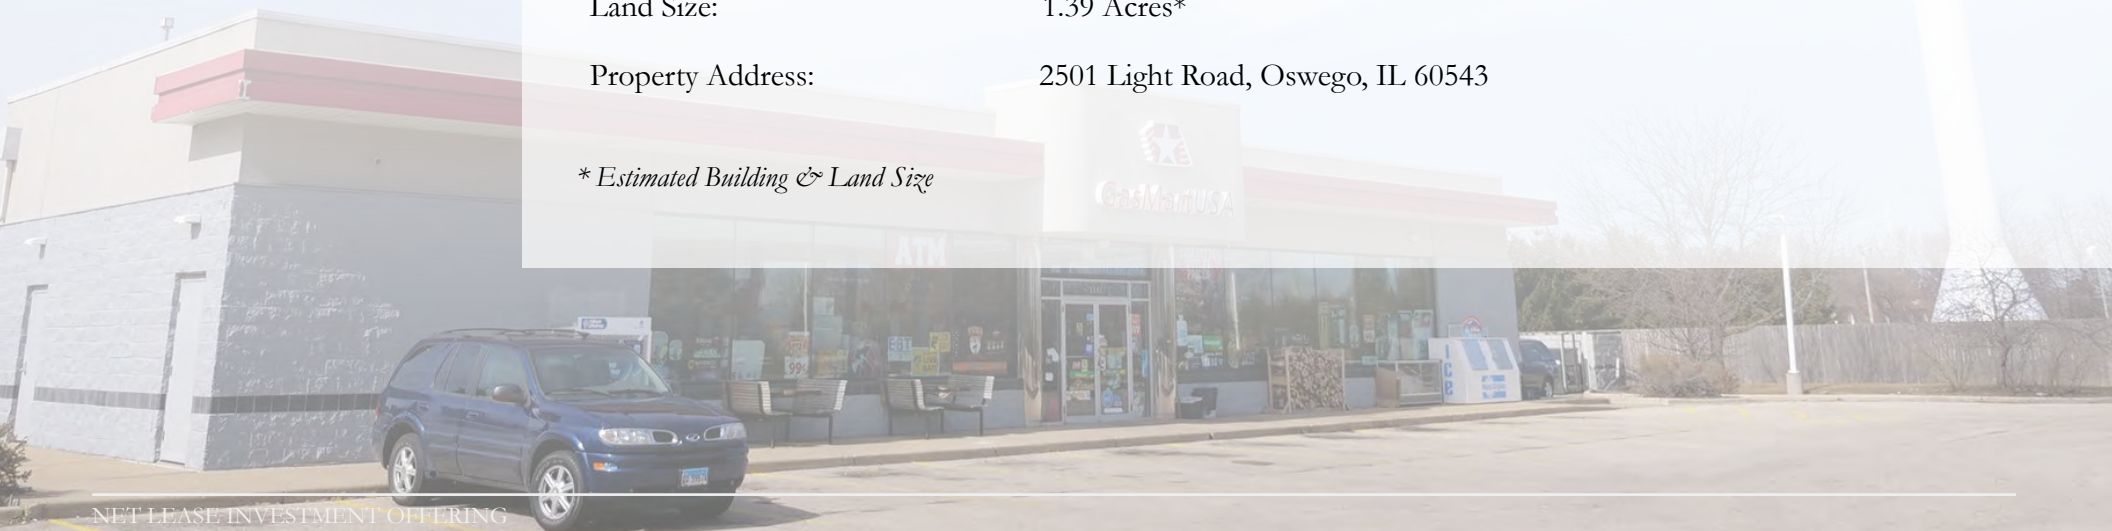 Land Size: 1.39 Acres*
Property Address: 2501 Light Road, Oswego, IL 60543
* Estimated Building & Land Size
GasMartUSA
ATM
99¢
ICE
NET LEASE INVESTMENT OFFERING